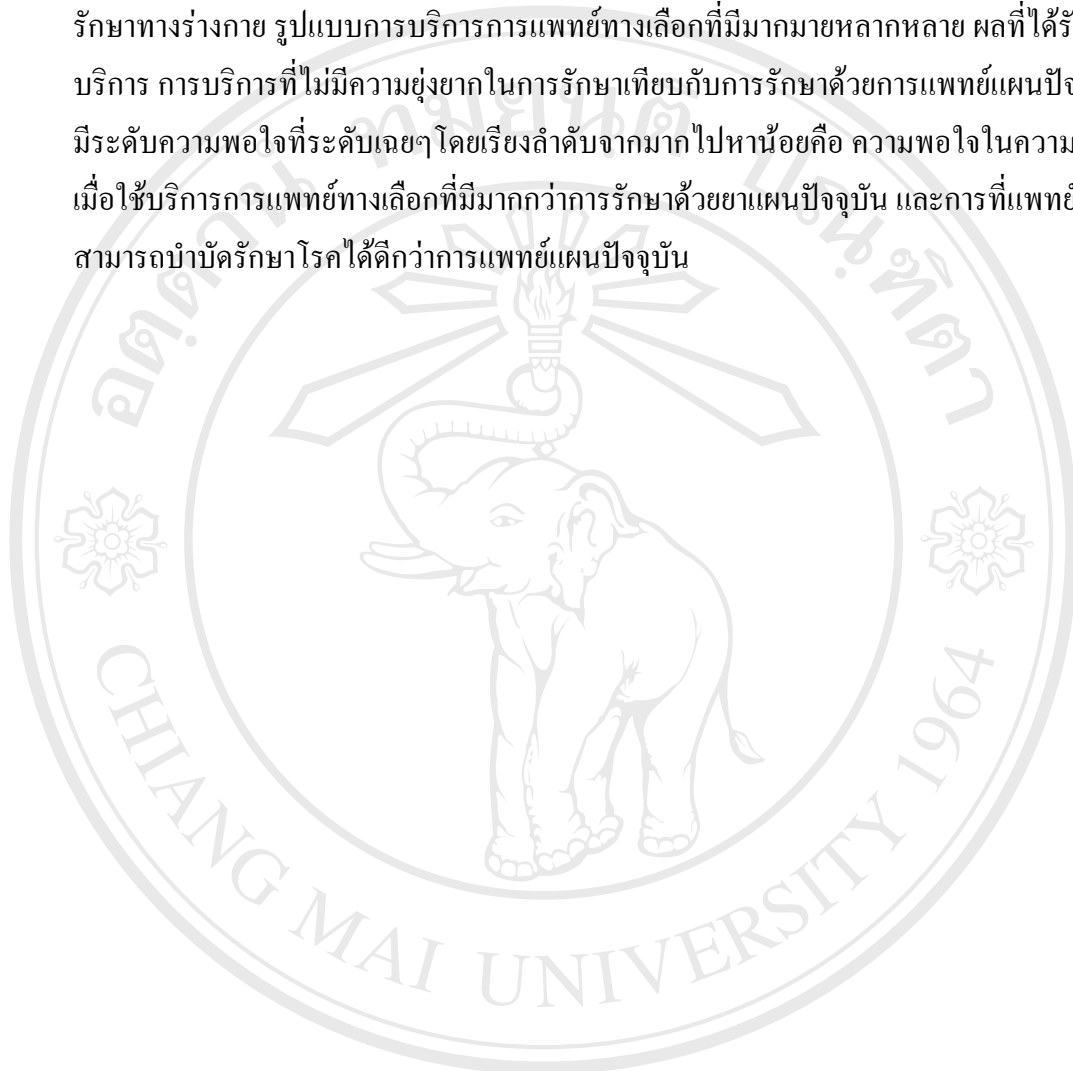 รักษาทางร่างกาย รูปแบบการบริการการแพทย์ทางเลือกที่มีมากมายหลากหลาย ผลที่ได้รั
บริการ การบริการที่ไม่มีความยุ่งยากในการรักษาเทียบกับการรักษาด้วยการแพทย์แผนปัจ
มีระดับความพอใจที่ระดับเฉยๆโดยเรียงลำดับจากมากไปหาน้อยคือ ความพอใจในความ
เมื่อใช้บริการการแพทย์ทางเลือกที่มีมากกว่าการรักษาด้วยยาแผนปัจจุบัน และการที่แพทย์
สามารถบำบัดรักษาโรคได้ดีกว่าการแพทย์แผนปัจจุบัน
อตฺตานํ ทมยนฺติ ปณฺฑิตา
CHIANG MAI UNIVERSITY 1964